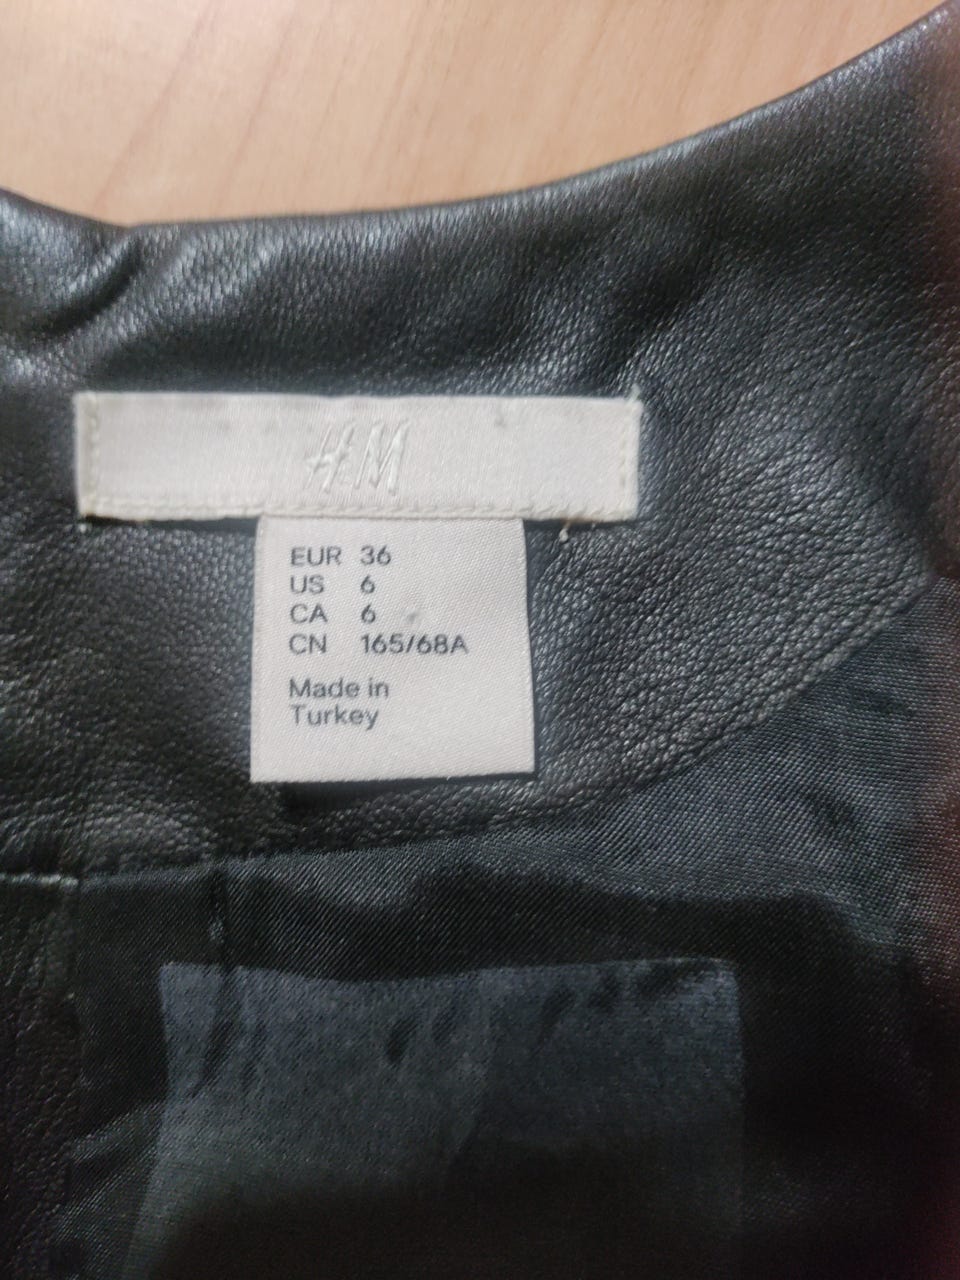 H&M
EUR 36
US 6
CA 6
CN 165/68A
Made in
Turkey